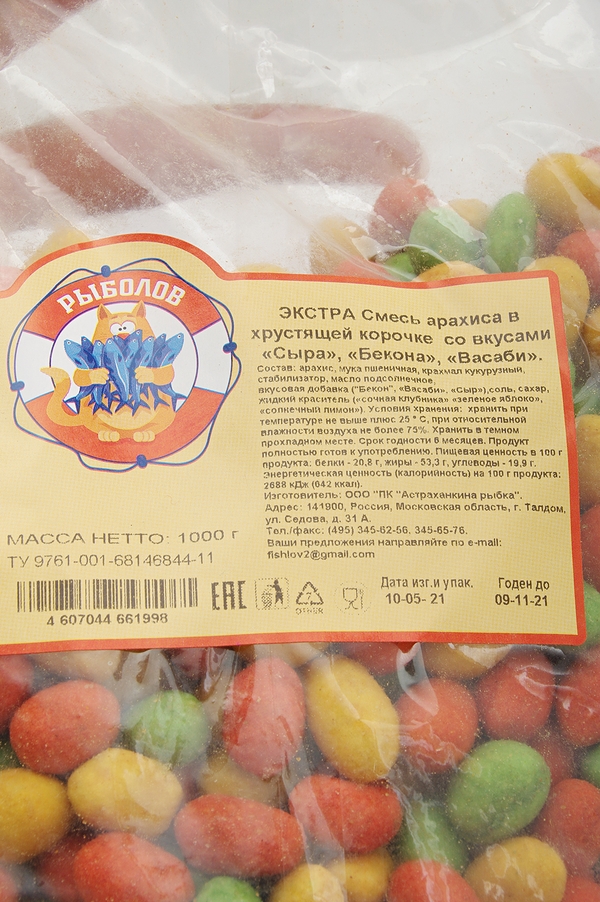 РЫБОЛОВ
ЭКСТРА Смесь арахиса в
хрустящей корочке со вкусами
«Сыра», «Бекона», «Васаби».
Состав: арахис, мука пшеничная, крахмал кукурузный,
стабилизатор, масло подсолнечное,
вкусовая добавка ("Бекон", «Васаби», «Сыр»),соль, сахар,
жидкий краситель («сочная клубника» «зеленое яблоко»,
«солнечный лимон»). Условия хранения: хранить при
температуре не выше плюс 25 ° С, при относительной
влажности воздуха не более 75%. Хранить в темном
прохладном месте. Срок годности 6 месяцев. Продукт
полностью готов к употреблению. Пищевая ценность в 100 г
продукта: белки - 20,8 г, жиры - 53,3 г, углеводы - 19,9 г.
Энергетическая ценность (калорийность) на 100 г продукта:
2688 кДж (042 ккал).
Изготовитель: ООО "ПК "Астраханкина рыбка".
Адрес: 141900, Россия, Московская область, г. Талдом,
ул. Седова, д. 31 А.
Тел./факс: (495) 345-62-56, 345-65-76.
Ваши предложения направляйте по e-mail:
fishlov2@gmail.com
МАССА НЕТТО: 1000 г
ТУ 9761-001-68146844-11
4 607044 661998
EAC
7
OTHER
Дата изг.и упак.
10-05- 21
Годен до
09-11-21